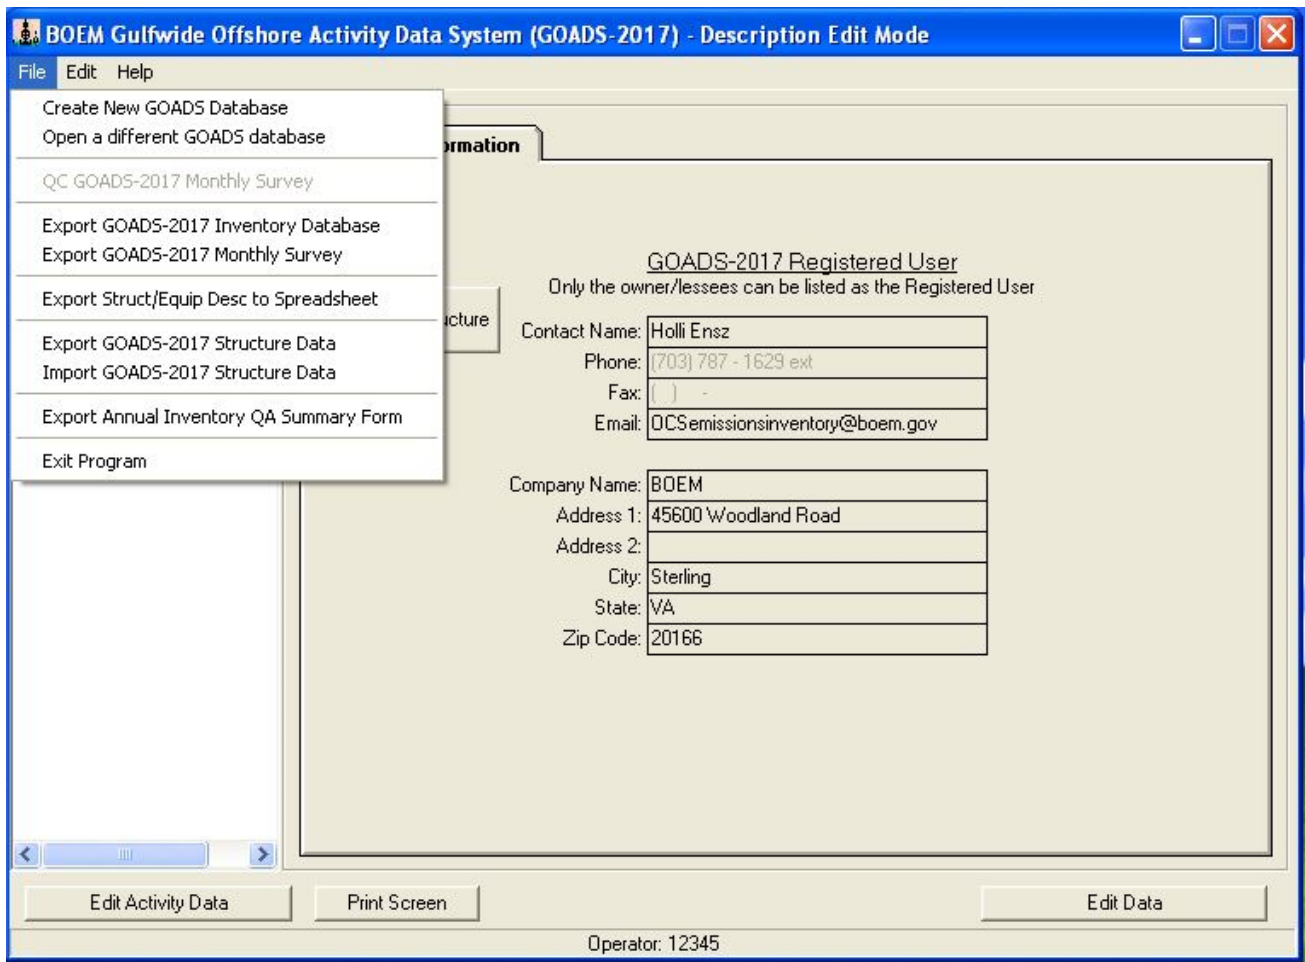 BOEM Gulfwide Offshore Activity Data System (GOADS-2017) - Description Edit Mode
File Edit Help
Create New GOADS Database
Open a different GOADS database
QC GOADS-2017 Monthly Survey
Export GOADS-2017 Inventory Database
Export GOADS-2017 Monthly Survey
Export Struct/Equip Desc to Spreadsheet
Export GOADS-2017 Structure Data
Import GOADS-2017 Structure Data
Export Annual Inventory QA Summary Form
Exit Program
ormation
ucture
GOADS-2017 Registered User
Only the owner/lessees can be listed as the Registered User
Contact Name: Holli Ensz
Phone: (703) 787 - 1629 ext
Fax: ( ) -
Email: OCSemissionsinventory@boem.gov
Company Name: BOEM
Address 1: 45600 Woodland Road
Address 2:
City: Sterling
State: VA
Zip Code: 20166
Edit Activity Data
Print Screen
Edit Data
Operator: 12345